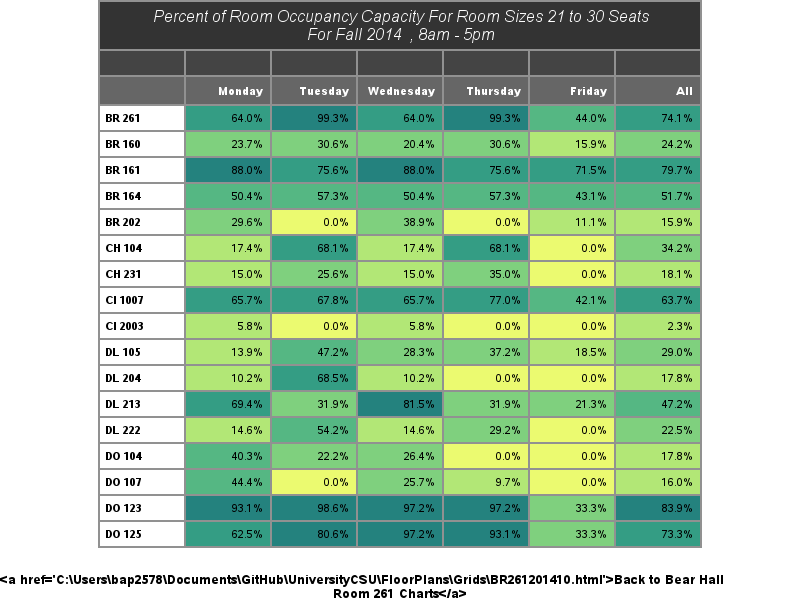 Percent of Room Occupancy Capacity For Room Sizes 21 to 30 Seats
For Fall 2014 , 8am - 5pm
Monday Tuesday Wednesday Thursday Friday All
BR 261 64.0% 99.3% 64.0% 99.3% 44.0% 74.1%
BR 160 23.7% 30.6% 20.4% 30.6% 15.9% 24.2%
BR 161 88.0% 75.6% 88.0% 75.6% 71.5% 79.7%
BR 164 50.4% 57.3% 50.4% 57.3% 43.1% 51.7%
BR 202 29.6% 0.0% 38.9% 0.0% 11.1% 15.9%
CH 104 17.4% 68.1% 17.4% 68.1% 0.0% 34.2%
CH 231 15.0% 25.6% 15.0% 35.0% 0.0% 18.1%
CI 1007 65.7% 67.8% 65.7% 77.0% 42.1% 63.7%
CI 2003 5.8% 0.0% 5.8% 0.0% 0.0% 2.3%
DL 105 13.9% 47.2% 28.3% 37.2% 18.5% 29.0%
DL 204 10.2% 68.5% 10.2% 0.0% 0.0% 17.8%
DL 213 69.4% 31.9% 81.5% 31.9% 21.3% 47.2%
DL 222 14.6% 54.2% 14.6% 29.2% 0.0% 22.5%
DO 104 40.3% 22.2% 26.4% 0.0% 0.0% 17.8%
DO 107 44.4% 0.0% 25.7% 9.7% 0.0% 16.0%
DO 123 93.1% 98.6% 97.2% 97.2% 33.3% 83.9%
DO 125 62.5% 80.6% 97.2% 93.1% 33.3% 73.3%
<a href='C:\Users\bap2578\Documents\GitHub\UniversityCSU\FloorPlans\Grids\BR261201410.html'>Back to Bear Hall
Room 261 Charts</a>